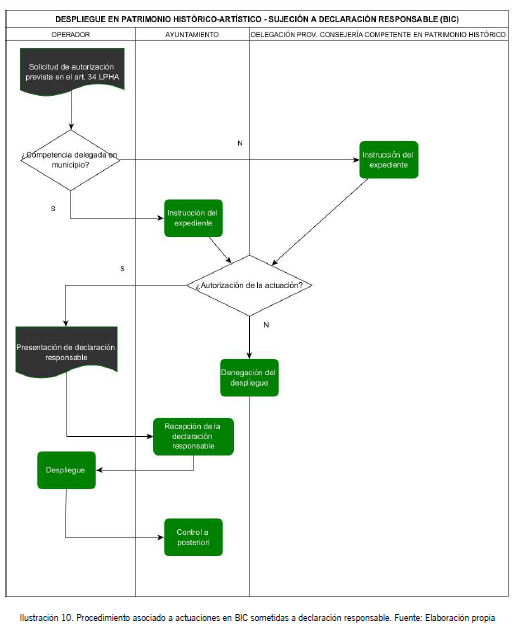 DESPLIEGUE EN PATRIMONIO HISTÓRICO-ARTÍSTICO - SUJECIÓN A DECLARACIÓN RESPONSABLE (BIC)
OPERADOR
AYUNTAMIENTO
DELEGACIÓN PROV. CONSEJERÍA COMPETENTE EN PATRIMONIO HISTÓRICO
Solicitud de autorización
prevista en el art. 34 LPHA
N
¿Competencia delegada en
municipio?
Instrucción del
expediente
S
Instrucción del
expediente
S
¿Autorización de la actuación?
N
Presentación de declaración
responsable
Denegación del
despliegue
Recepción de la
declaración
responsable
Despliegue
Control a
posteriori
Ilustración 10. Procedimiento asociado a actuaciones en BIC sometidas a declaración responsable. Fuente: Elaboración propia